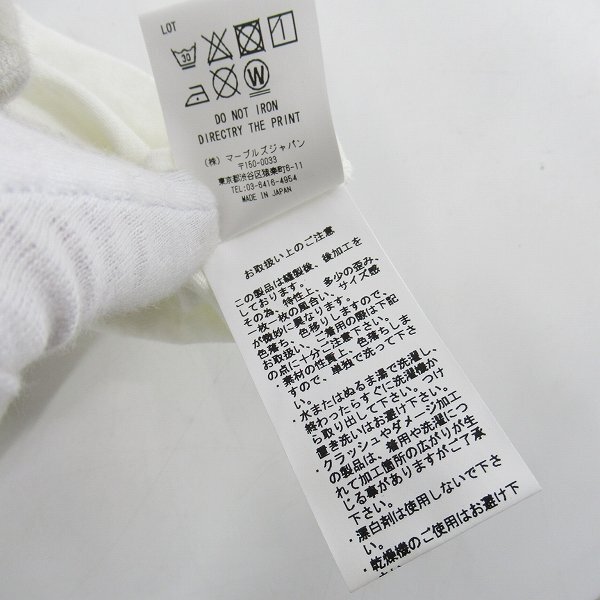 LOT
30
W
DO NOT IRON
DIRECTRY THE PRINT
(株) マーブルズジャパン
〒150-0033
東京都渋谷区猿楽町6-11
TEL:03-6416-4954
MADE IN JAPAN
お取扱い上のご注意
この製品は縫製後、後加工を
しております。
その為、特性上、多少の歪み、
一枚一枚の風合い、サイズ感
が微妙に異なります。
色落ち、色移りしますので、
お取扱い、ご着用の際は下記
の点に十分ご注意下さい。
・素材の性質上、色落ちしま
すので、単独で洗って下さ
い。
・水またはぬるま湯で洗濯し、
終わったらすぐに洗濯機か
ら取り出して下さい。つけ
置き洗いはお避け下さい。
・クラッシュやダメージ加工
の製品は、着用や洗濯によ
れて加工箇所の広がりが生
じる事がありますがご了承
下さい。
・漂白剤は使用しないで下さ
い。
・乾燥機のご使用はお避け下